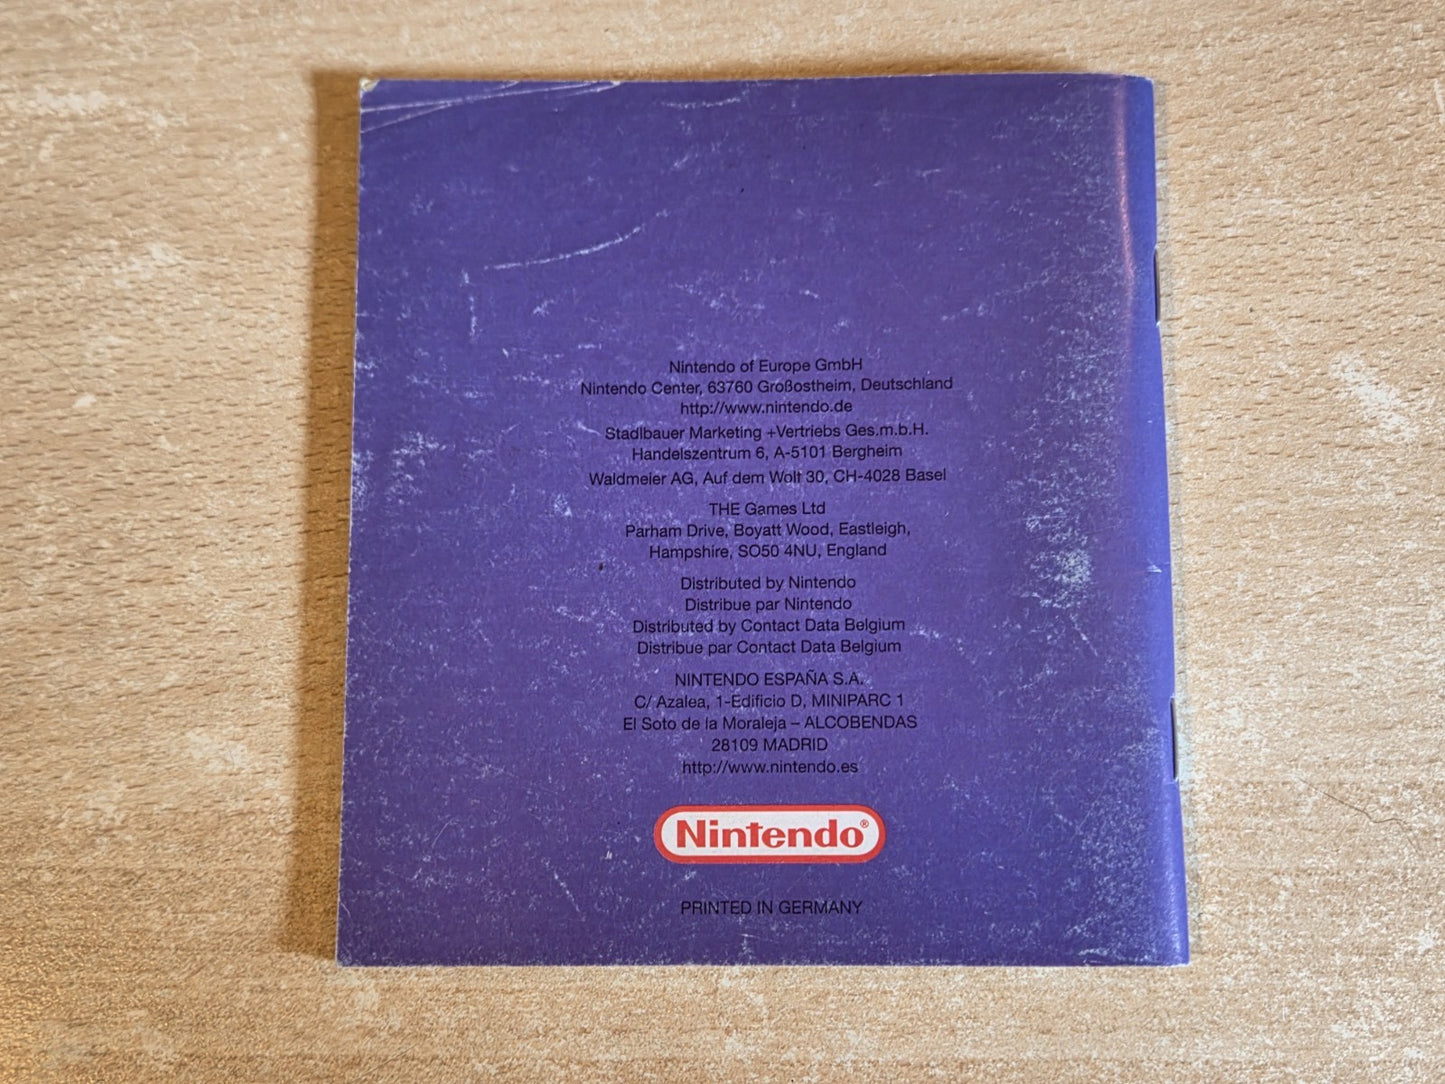 Nintendo of Europe GmbH
Nintendo Center, 63760 Großostheim, Deutschland
http://www.nintendo.de
Stadlbauer Marketing +Vertriebs Ges.m.b.H.
Handelszentrum 6, A-5101 Bergheim
Waldmeier AG, Auf dem Wolf 30, CH-4028 Basel
THE Games Ltd
Parham Drive, Boyatt Wood, Eastleigh,
Hampshire, SO50 4NU, England
Distributed by Nintendo
Distribue par Nintendo
Distributed by Contact Data Belgium
Distribue par Contact Data Belgium
NINTENDO ESPAÑA S.A.
C/ Azalea, 1-Edificio D, MINIPARC 1
El Soto de la Moraleja – ALCOBENDAS
28109 MADRID
http://www.nintendo.es
Nintendo®
PRINTED IN GERMANY